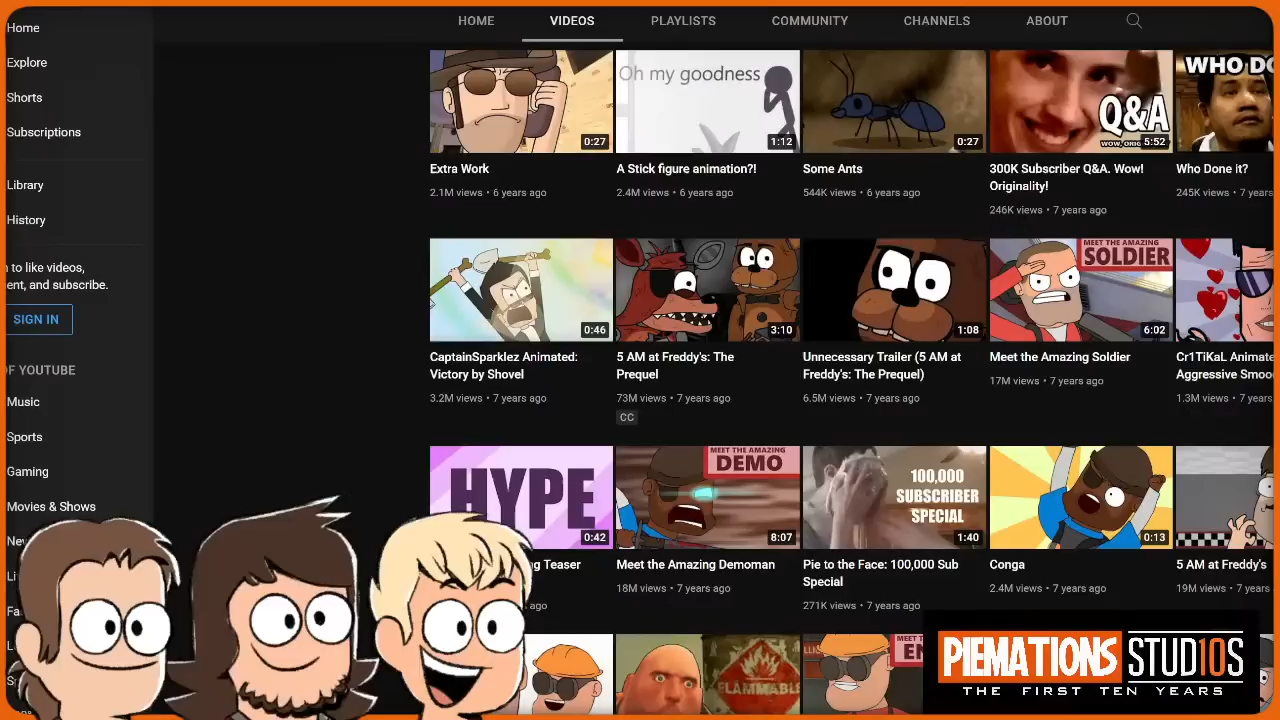 HOME VIDEOS PLAYLISTS COMMUNITY CHANNELS ABOUT
Home
Explore
Shorts
Subscriptions
Library
History
to like videos,
ent, and subscribe.
SIGN IN
OF YOUTUBE
Music
Sports
Gaming
Movies & Shows
Oh my goodness
0:27
1:12
0:27
Q&A
WOW,
5:52
WHO DO
Extra Work
2.1M views • 6 years ago
A Stick figure animation?!
2.4M views • 6 years ago
Some Ants
544K views • 6 years ago
300K Subscriber Q&A. Wow!
Originality!
246K views • 7 years ago
Who Done it?
245K views • 7 years
0:46
3:10
1:08
MEET THE AMAZING
SOLDIER
6:02
CaptainSparklez Animated:
Victory by Shovel
3.2M views • 7 years ago
5 AM at Freddy's: The
Prequel
73M views • 7 years ago
CC
Unnecessary Trailer (5 AM at
Freddy's: The Prequel)
6.5M views • 7 years ago
Meet the Amazing Soldier
17M views • 7 years ago
Cr1TiKaL Animate
Aggressive Smoo
1.3M views • 7 years
HYPE
0:42
MEET THE AMAZING
DEMO
8:07
100,000
SUBSCRIBER
SPECIAL
1:40
0:13
ng Teaser
ago
Meet the Amazing Demoman
18M views • 7 years ago
Pie to the Face: 100,000 Sub
Special
271K views • 7 years ago
Conga
2.4M views • 7 years ago
5 AM at Freddy's
19M views • 7 years
FLAMMABLE
MEET T
EN
PIEMATIONS STUD10S
THE FIRST TEN YEARS